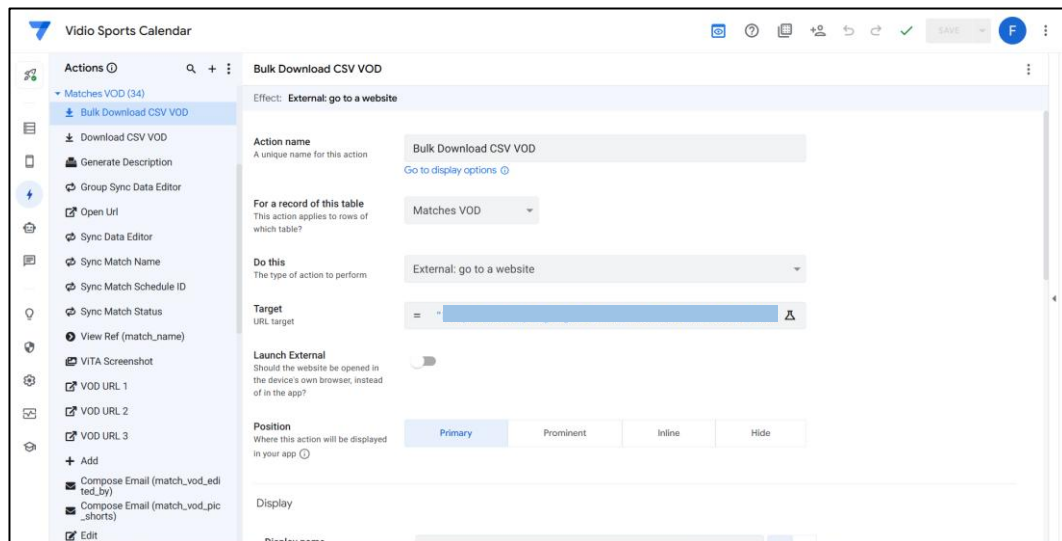 Vidio Sports Calendar
SAVE
F
Actions
Matches VOD (34)
Bulk Download CSV VOD
Download CSV VOD
Generate Description
Group Sync Data Editor
Open Url
Sync Data Editor
Sync Match Name
Sync Match Schedule ID
Sync Match Status
View Ref (match_name)
ViTA Screenshot
VOD URL 1
VOD URL 2
VOD URL 3
Add
Compose Email (match_vod_edi
ted_by)
Compose Email (match_vod_pic
_shorts)
Edit
Bulk Download CSV VOD
Effect: External: go to a website
Action name
A unique name for this action
Bulk Download CSV VOD
Go to display options
For a record of this table
This action applies to rows of
which table?
Matches VOD
Do this
The type of action to perform
External: go to a website
Target
URL target
= "
Launch External
Should the website be opened in
the device's own browser, instead
of in the app?
Position
Where this action will be displayed
in your app
Primary
Prominent
Inline
Hide
Display
Display name